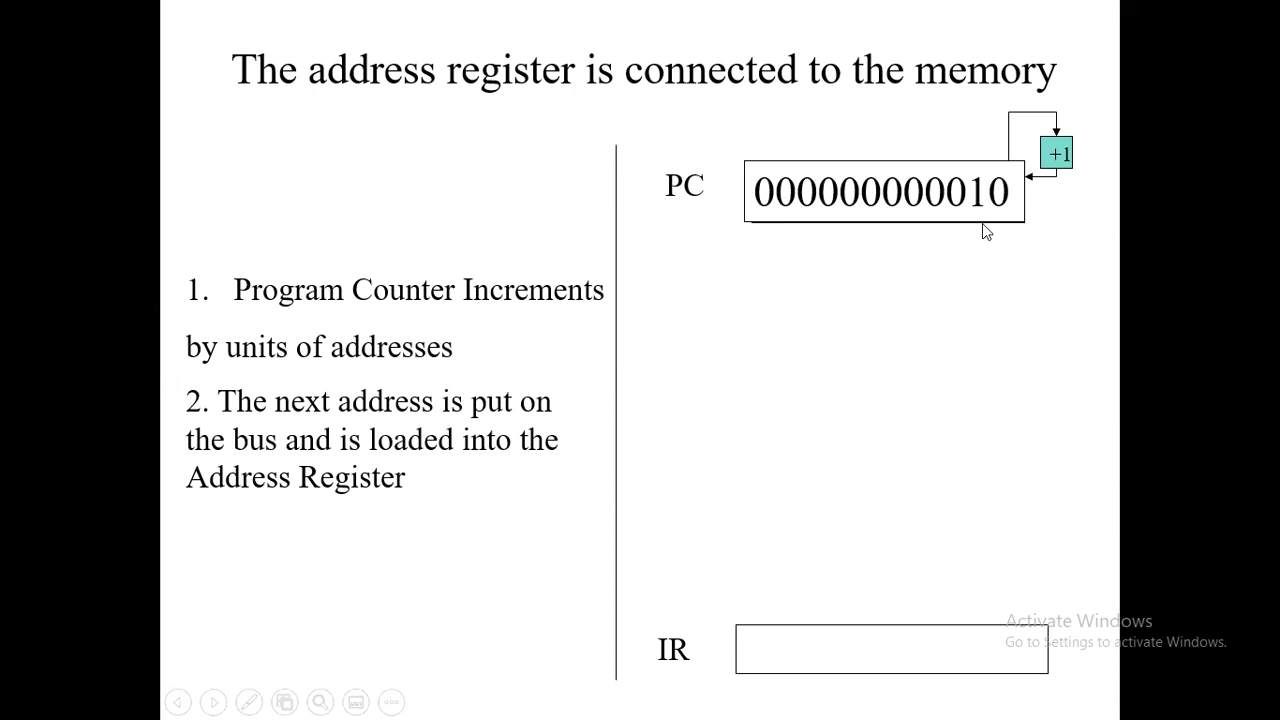 The address register is connected to the memory
+1
PC
000000000010
1. Program Counter Increments
by units of addresses
2. The next address is put on
the bus and is loaded into the
Address Register
Activate Windows
Go to Settings to activate Windows.
IR